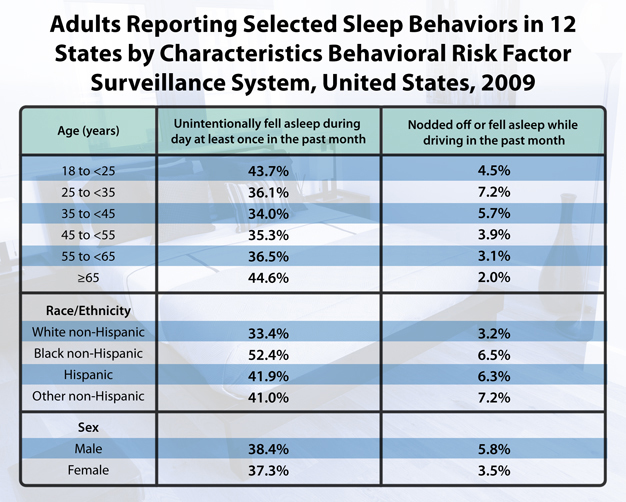 Adults Reporting Selected Sleep Behaviors in 12
States by Characteristics Behavioral Risk Factor
Surveillance System, United States, 2009
Age (years) Unintentionally fell asleep during day at least once in the past month Nodded off or fell asleep while driving in the past month
18 to <25 43.7% 4.5%
25 to <35 36.1% 7.2%
35 to <45 34.0% 5.7%
45 to <55 35.3% 3.9%
55 to <65 36.5% 3.1%
≥65 44.6% 2.0%
Race/Ethnicity
White non-Hispanic 33.4% 3.2%
Black non-Hispanic 52.4% 6.5%
Hispanic 41.9% 6.3%
Other non-Hispanic 41.0% 7.2%
Sex
Male 38.4% 5.8%
Female 37.3% 3.5%